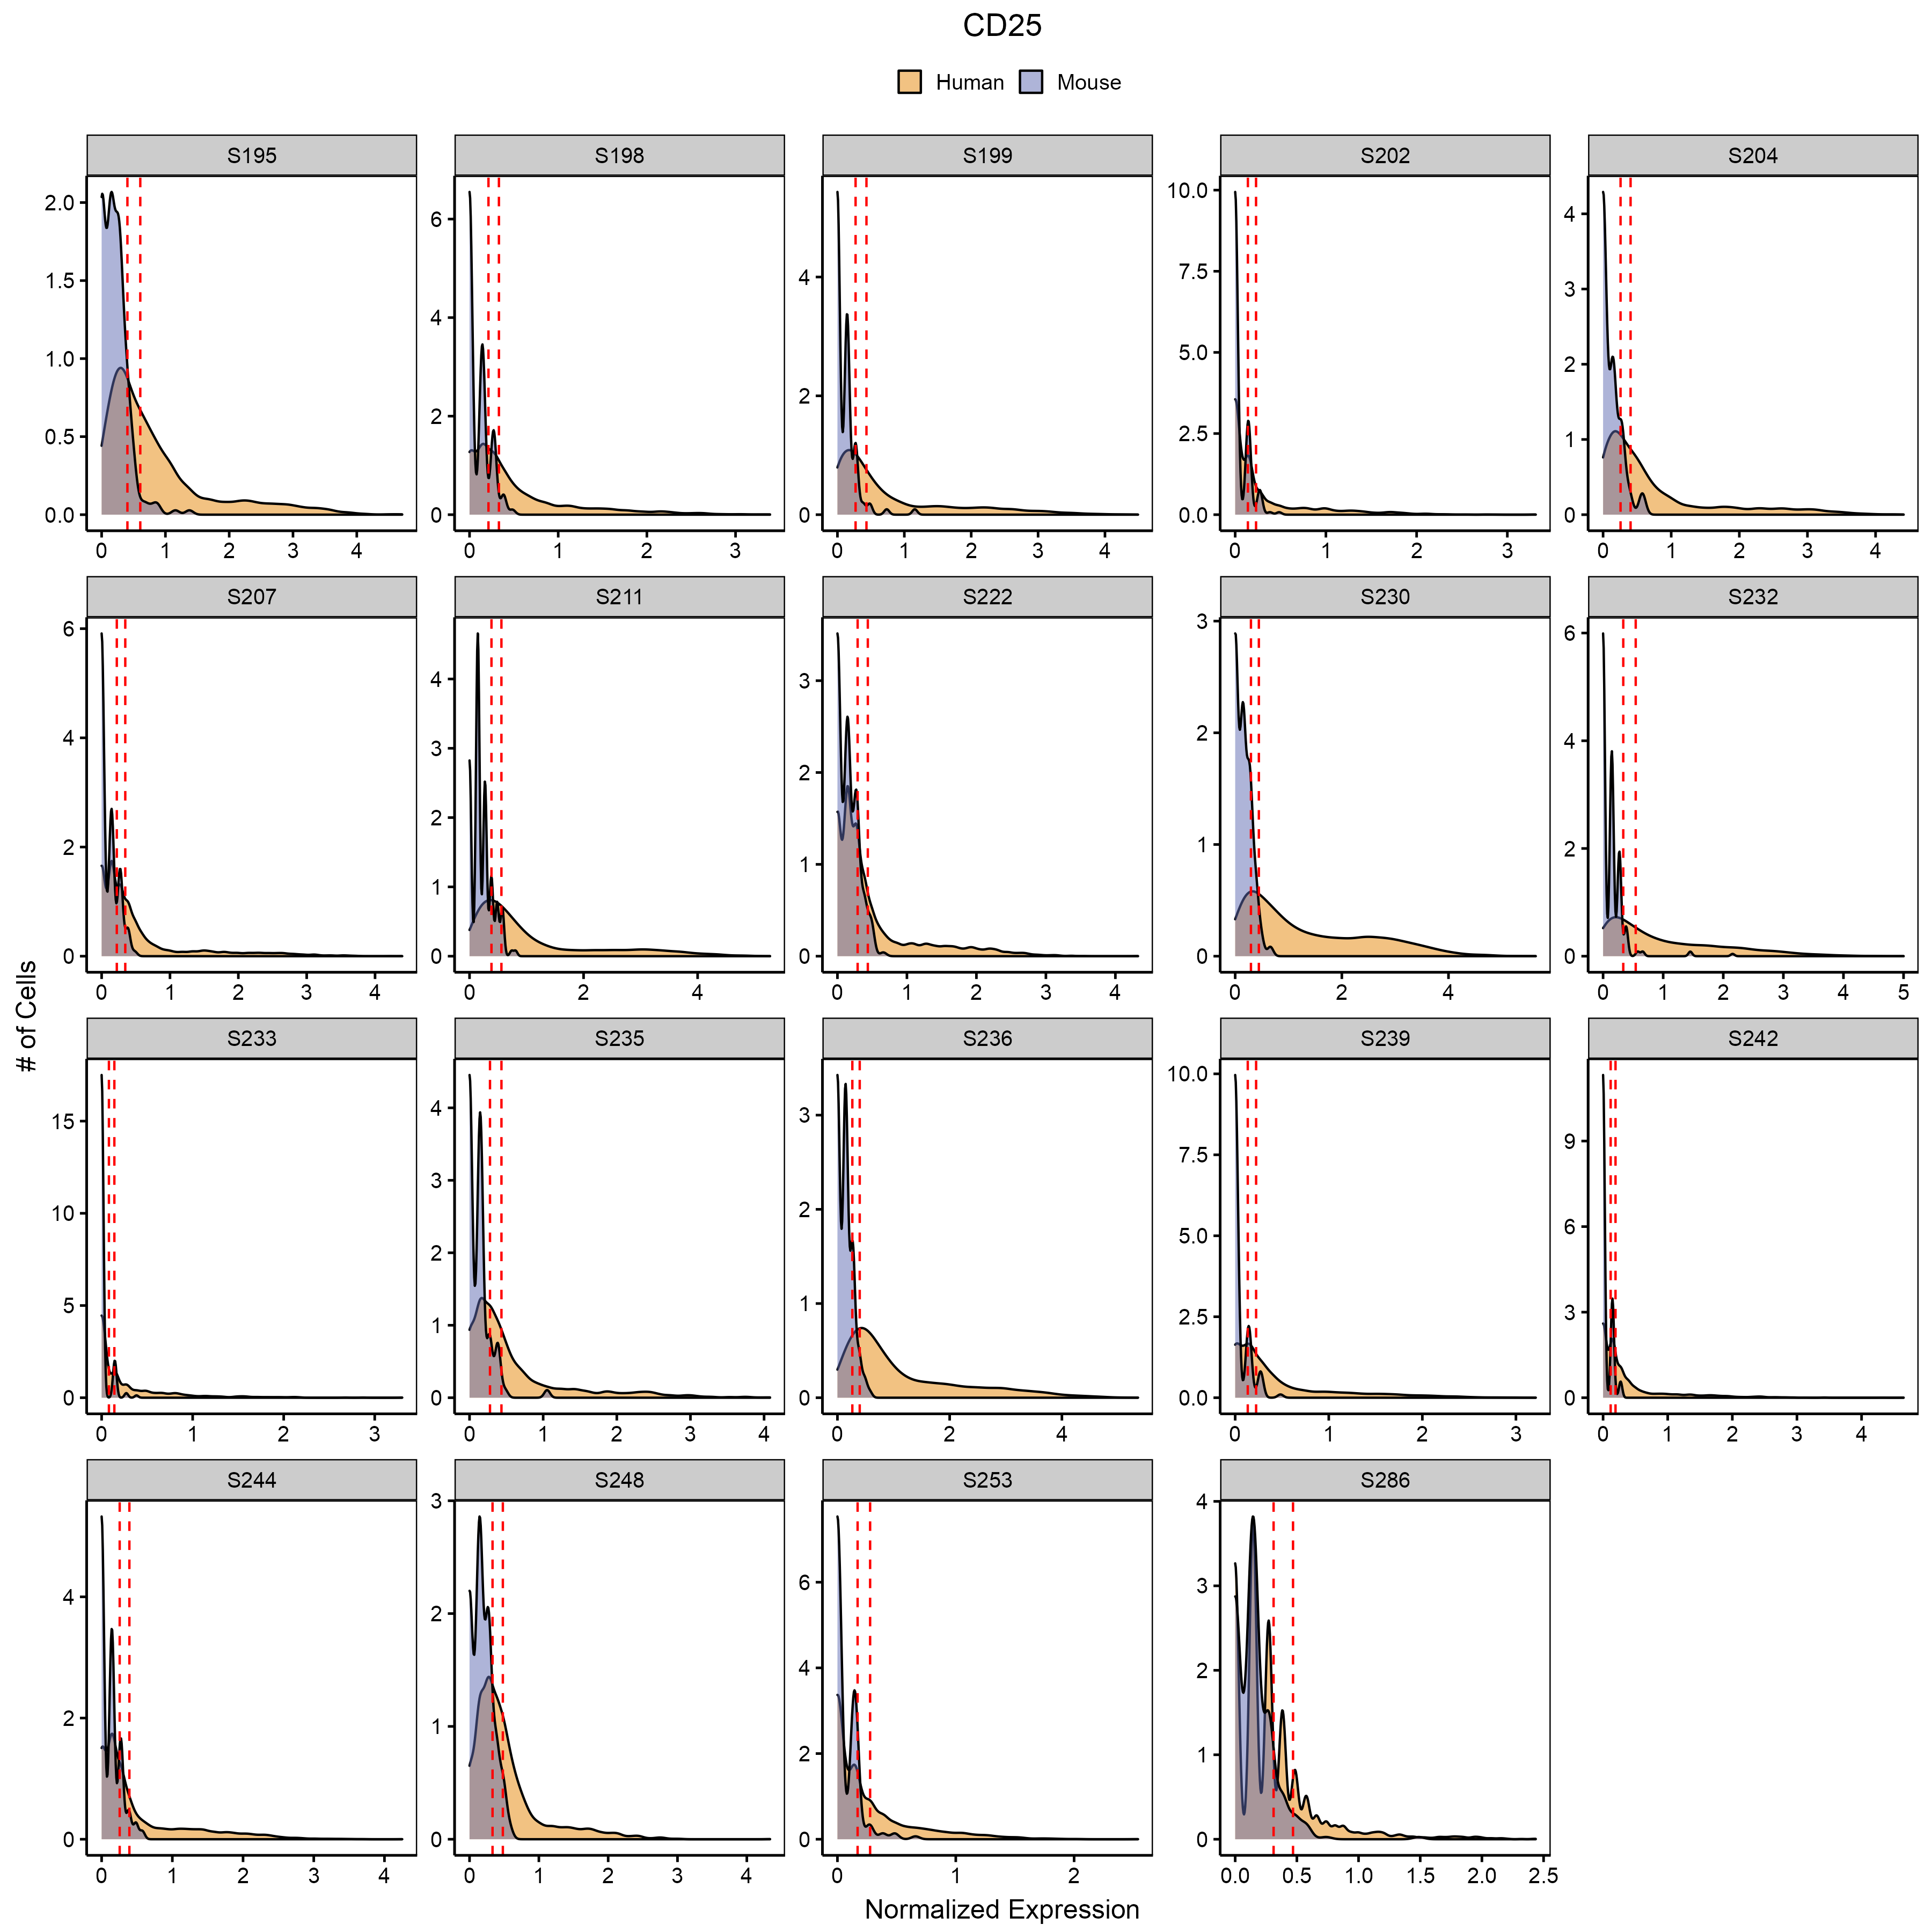 CD25
Human Mouse
S195 S198 S199 S202 S204
2.0 1.5 1.0 0.5 0.0
6 4 2 0
4 2 0
10.0 7.5 5.0 2.5 0.0
4 3 2 1 0
0 1 2 3 4
0 1 2 3
0 1 2 3 4
0 1 2 3
0 1 2 3 4
S207 S211 S222 S230 S232
6 4 2 0
4 3 2 1 0
3 2 1 0
3 2 1 0
6 4 2 0
0 1 2 3 4
0 2 4
0 1 2 3 4
0 2 4
0 1 2 3 4 5
S233 S235 S236 S239 S242
15 10 5 0
4 3 2 1 0
3 2 1 0
10.0 7.5 5.0 2.5 0.0
9 6 3 0
0 1 2 3
0 1 2 3 4
0 2 4
0 1 2 3
0 1 2 3 4
S244 S248 S253 S286
4 2 0
3 2 1 0
6 4 2 0
4 3 2 1 0
0 1 2 3 4
0 1 2 3 4
0 1 2
0.0 0.5 1.0 1.5 2.0 2.5
# of Cells
Normalized Expression